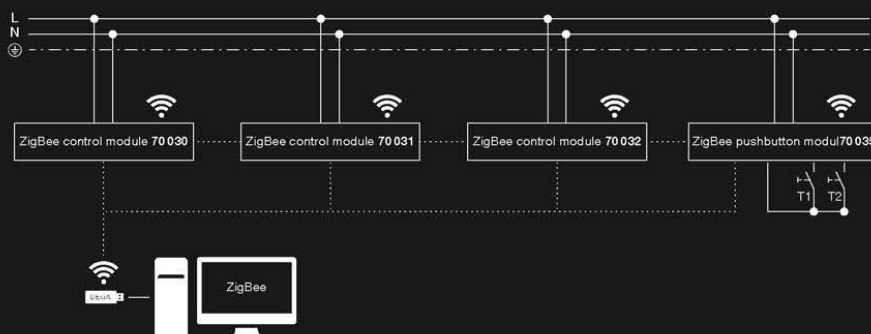 L
N
ZigBee control module 70 030
ZigBee control module 70 031
ZigBee control module 70 032
ZigBee pushbutton modul70 035
T1
T2
ZigBee